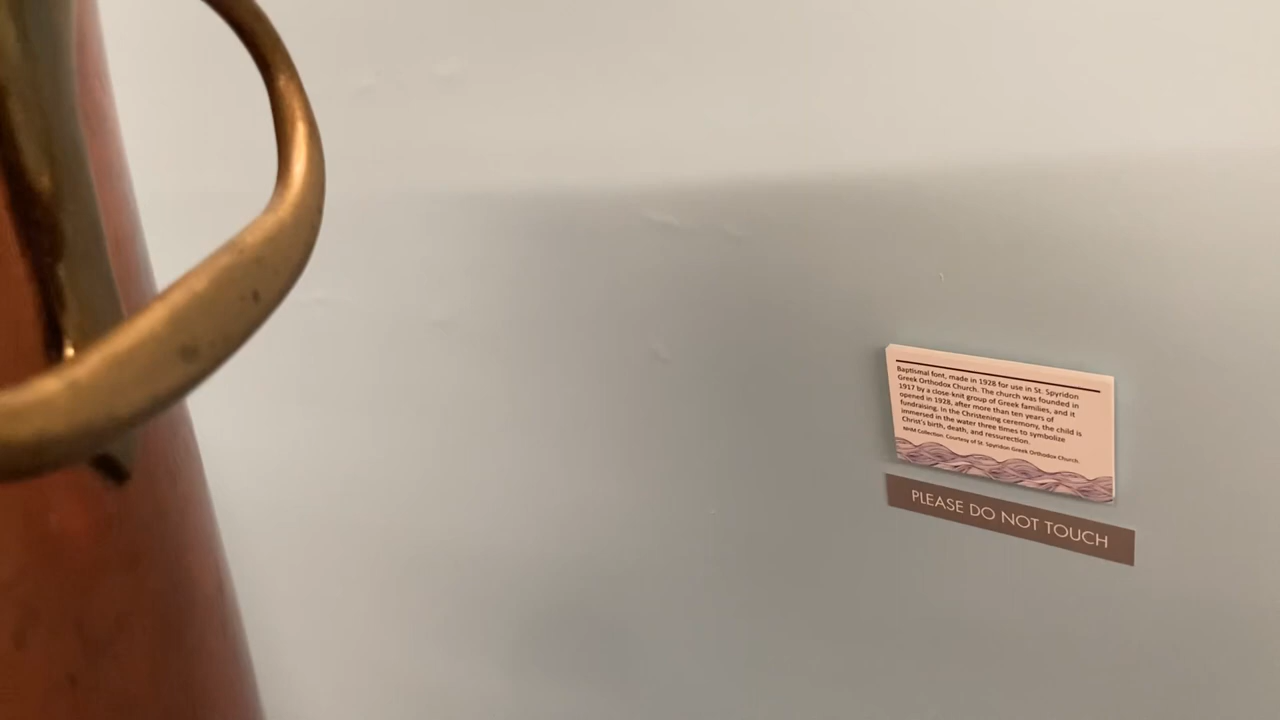 Baptismal font, made in 1928 for use in St. Spyridon
Greek Orthodox Church. The church was founded in
1917 by a close-knit group of Greek families, and it
opened in 1928, after more than ten years of
fundraising. In the Christening ceremony, the child is
immersed in the water three times to symbolize
Christ's birth, death, and ressurection.
Collection. Courtesy of St. Spyridon Greek Orthodox Church.
PLEASE DO NOT TOUCH